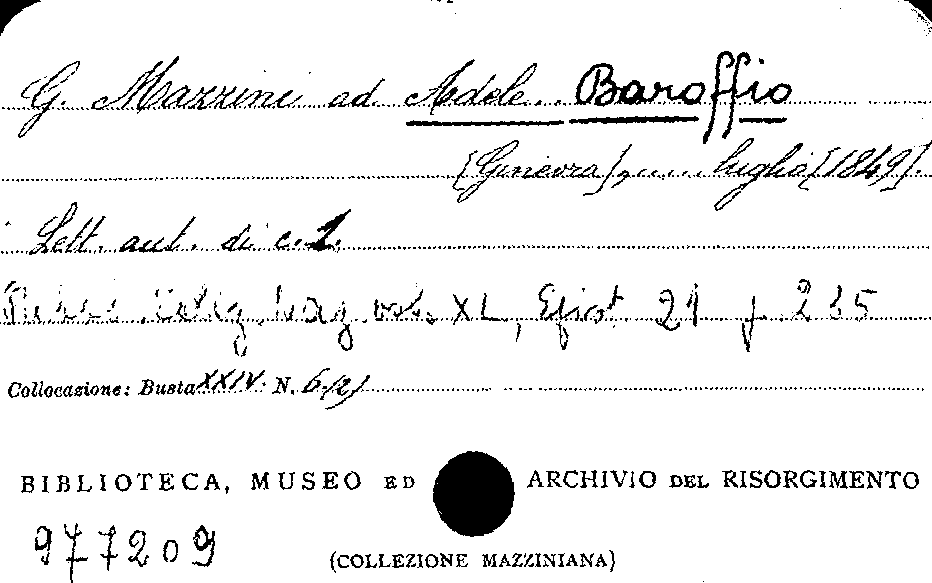 G. Mazzini ad Adele Baroffio
[Ginevra], ..... luglio [1849].
Lett. aut. di c. 1.
Ediz. Naz. vol. XL, Epist. 21 p. 235
Collocazione: Busta XXIV. N. 6/2)
BIBLIOTECA, MUSEO ED ARCHIVIO DEL RISORGIMENTO
977209
(COLLEZIONE MAZZINIANA)